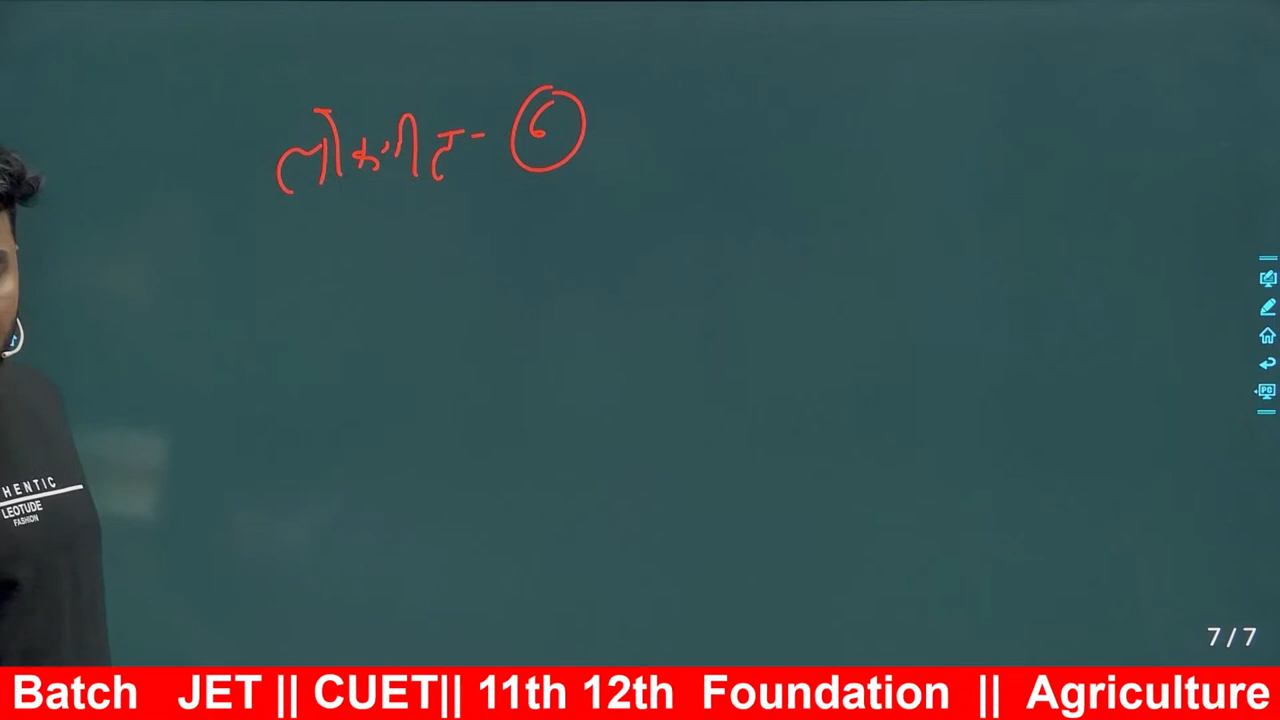 लोकगीत - 6
HENTIC
LEOTUDE
FASHION
7 / 7
Batch JET || CUET|| 11th 12th Foundation || Agriculture